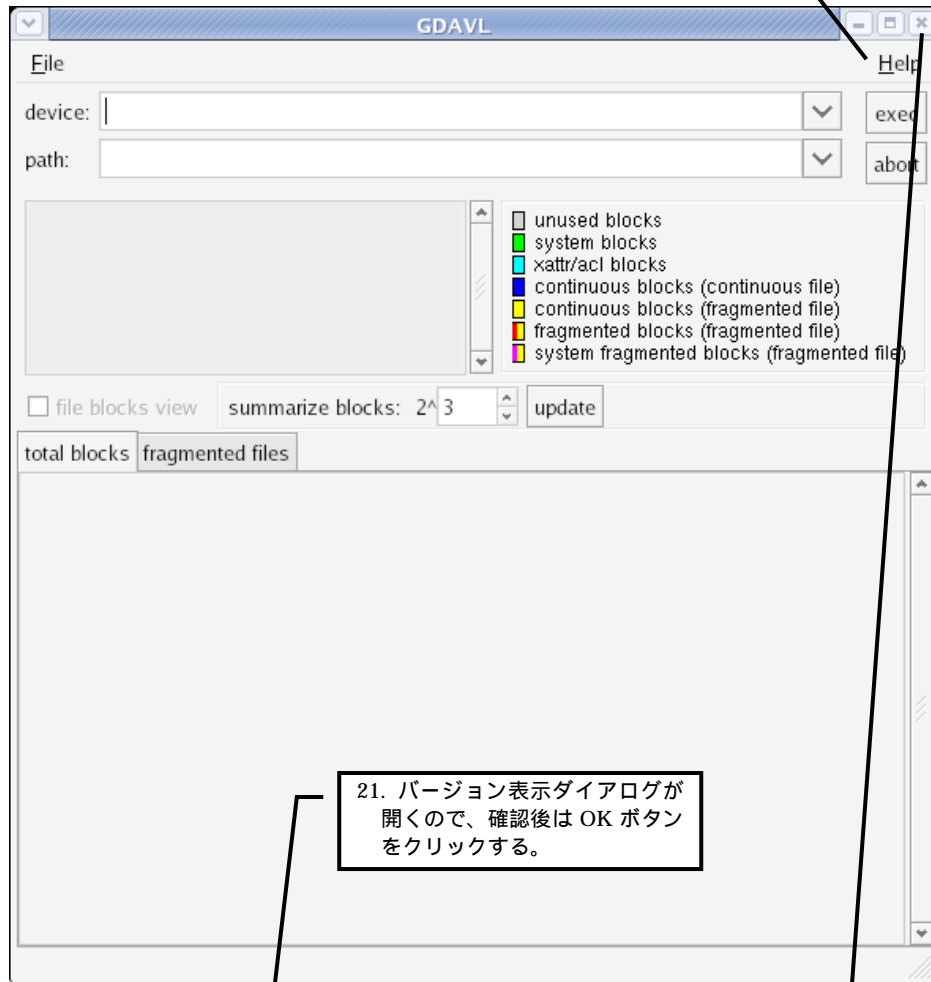 GDAVL
File Help
device: exec
path: abort
unused blocks
system blocks
xattr/acl blocks
continuous blocks (continuous file)
continuous blocks (fragmented file)
fragmented blocks (fragmented file)
system fragmented blocks (fragmented file)
file blocks view summarize blocks: 2^ 3 update
total blocks fragmented files
21. バージョン表示ダイアログが
開くので、確認後は OK ボタン
をクリックする。